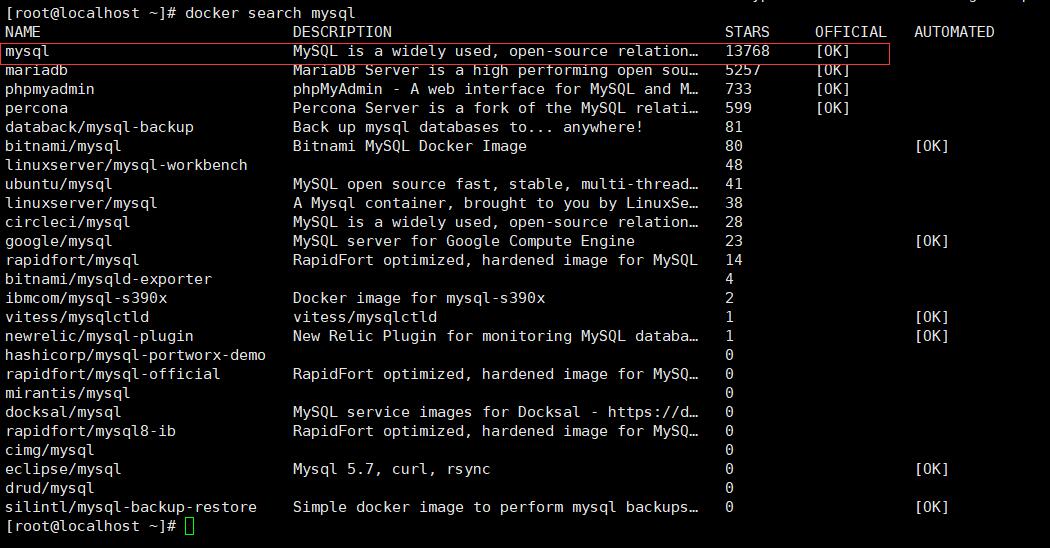 [root@localhost ~]# docker search mysql
NAME DESCRIPTION STARS OFFICIAL AUTOMATED
mysql MySQL is a widely used, open-source relation… 13768 [OK]
mariadb MariaDB Server is a high performing open sou… 5257 [OK]
phpmyadmin phpMyAdmin - A web interface for MySQL and M… 733 [OK]
percona Percona Server is a fork of the MySQL relati… 599 [OK]
databack/mysql-backup Back up mysql databases to... anywhere! 81
bitnami/mysql Bitnami MySQL Docker Image 80 [OK]
linuxserver/mysql-workbench 48
ubuntu/mysql MySQL open source fast, stable, multi-thread… 41
linuxserver/mysql A Mysql container, brought to you by LinuxSe… 38
circleci/mysql MySQL is a widely used, open-source relation… 28
google/mysql MySQL server for Google Compute Engine 23 [OK]
rapidfort/mysql RapidFort optimized, hardened image for MySQL 14
bitnami/mysqld-exporter 4
ibmcom/mysql-s390x Docker image for mysql-s390x 2
vitess/mysqlctld vitess/mysqlctld 1 [OK]
newrelic/mysql-plugin New Relic Plugin for monitoring MySQL databa… 1 [OK]
hashicorp/mysql-portworx-demo 0
rapidfort/mysql-official RapidFort optimized, hardened image for MySQ… 0
mirantis/mysql 0
docksal/mysql MySQL service images for Docksal - https://d… 0
rapidfort/mysql8-ib RapidFort optimized, hardened image for MySQ… 0
cimg/mysql 0
eclipse/mysql Mysql 5.7, curl, rsync 0 [OK]
drud/mysql 0
silintl/mysql-backup-restore Simple docker image to perform mysql backups… 0 [OK]
[root@localhost ~]#